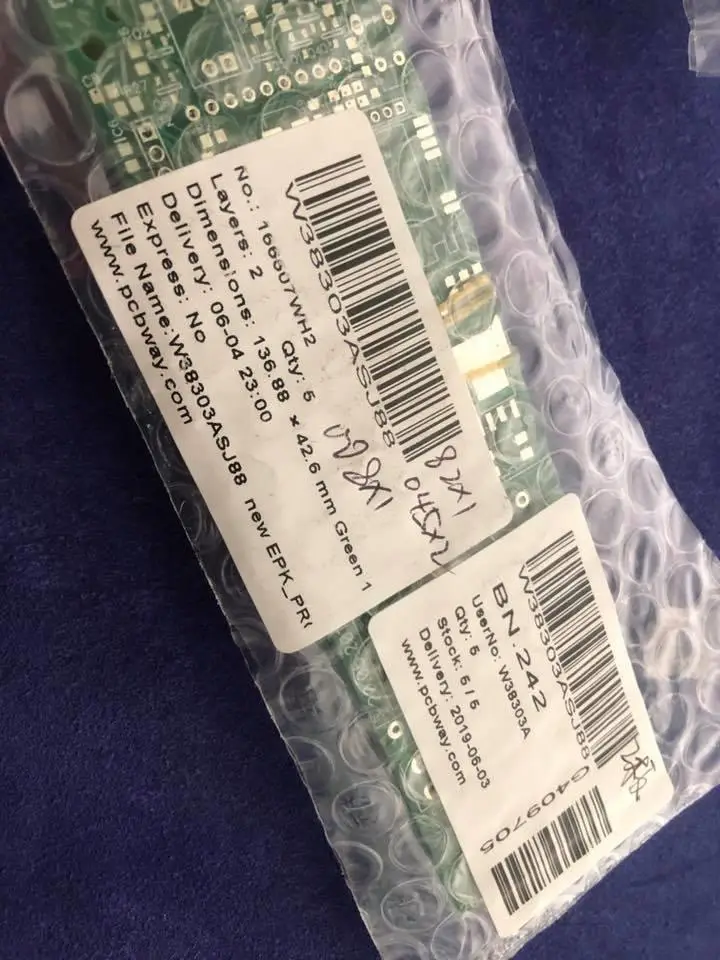 W38303ASJ88
No.: 166607WH2 Qty: 5
Layers: 2
Dimensions: 136.88 x 42.6 mm Green 1
Delivery: 06-04 23:00
Express: No
File Name:W38303ASJ88 new EPK_PR
www.pcbway.com
87X1
045X2
W38303ASJ88
BN.242
UserNo: W38303A
Qty: 5
Stock: 5 / 5
Delivery: 2019-06-03
www.pcbway.com
G409705